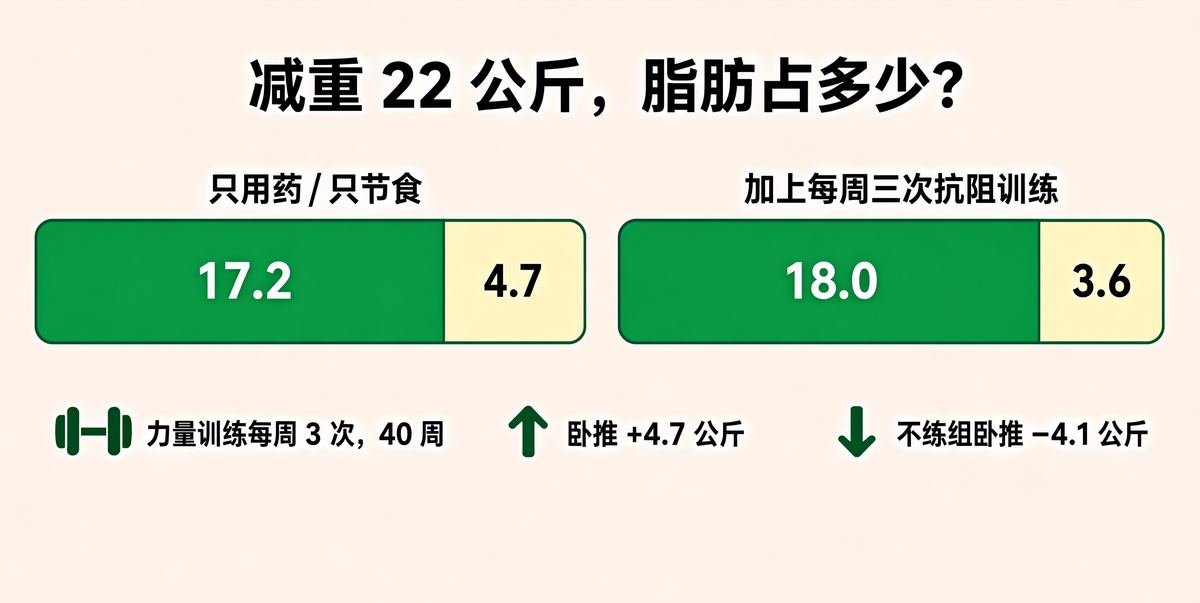 减重 22 公斤，脂肪占多少？
只用药 / 只节食
17.2
4.7
加上每周三次抗阻训练
18.0
3.6
力量训练每周 3 次，40 周
卧推 +4.7 公斤
不练组卧推 −4.1 公斤